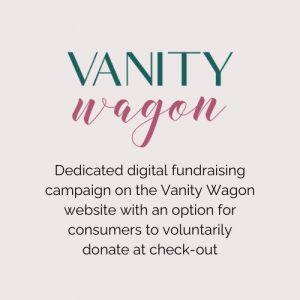 VANITY
wagon
Dedicated digital fundraising
campaign on the Vanity Wagon
website with an option for
consumers to voluntarily
donate at check-out